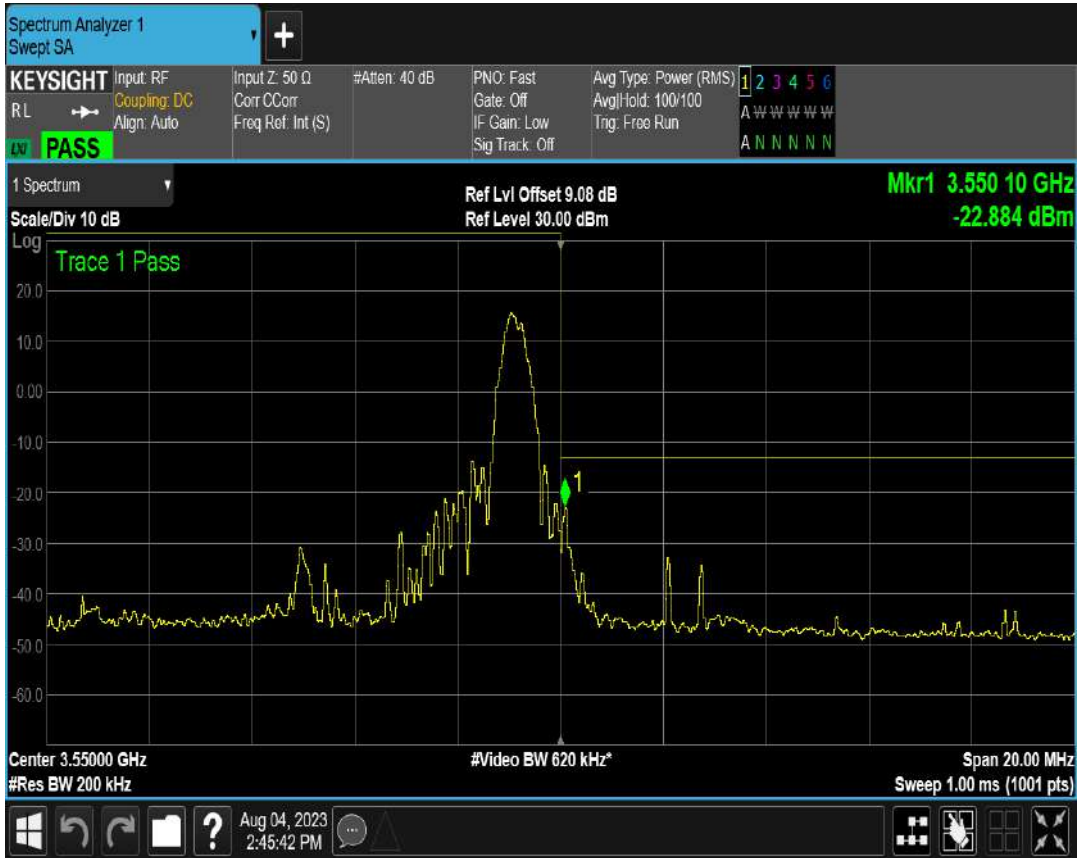 Spectrum Analyzer 1
Swept SA
+
KEYSIGHT
RL
LXI PASS
Input: RF
Coupling: DC
Align: Auto
Input Z: 50 Ω
Corr CCorr
Freq Ref: Int (S)
#Atten: 40 dB
PNO: Fast
Gate: Off
IF Gain: Low
Sig Track: Off
Avg Type: Power (RMS)
Avg|Hold: 100/100
Trig: Free Run
1 2 3 4 5 6
A W W W W W
A N N N N N
1 Spectrum
Scale/Div 10 dB
Ref Lvl Offset 9.08 dB
Ref Level 30.00 dBm
Mkr1 3.550 10 GHz
-22.884 dBm
Log
Trace 1 Pass
20.0
10.0
0.00
-10.0
1
-20.0
-30.0
-40.0
-50.0
-60.0
Center 3.55000 GHz
#Res BW 200 kHz
#Video BW 620 kHz*
Span 20.00 MHz
Sweep 1.00 ms (1001 pts)
?
Aug 04, 2023
2:45:42 PM